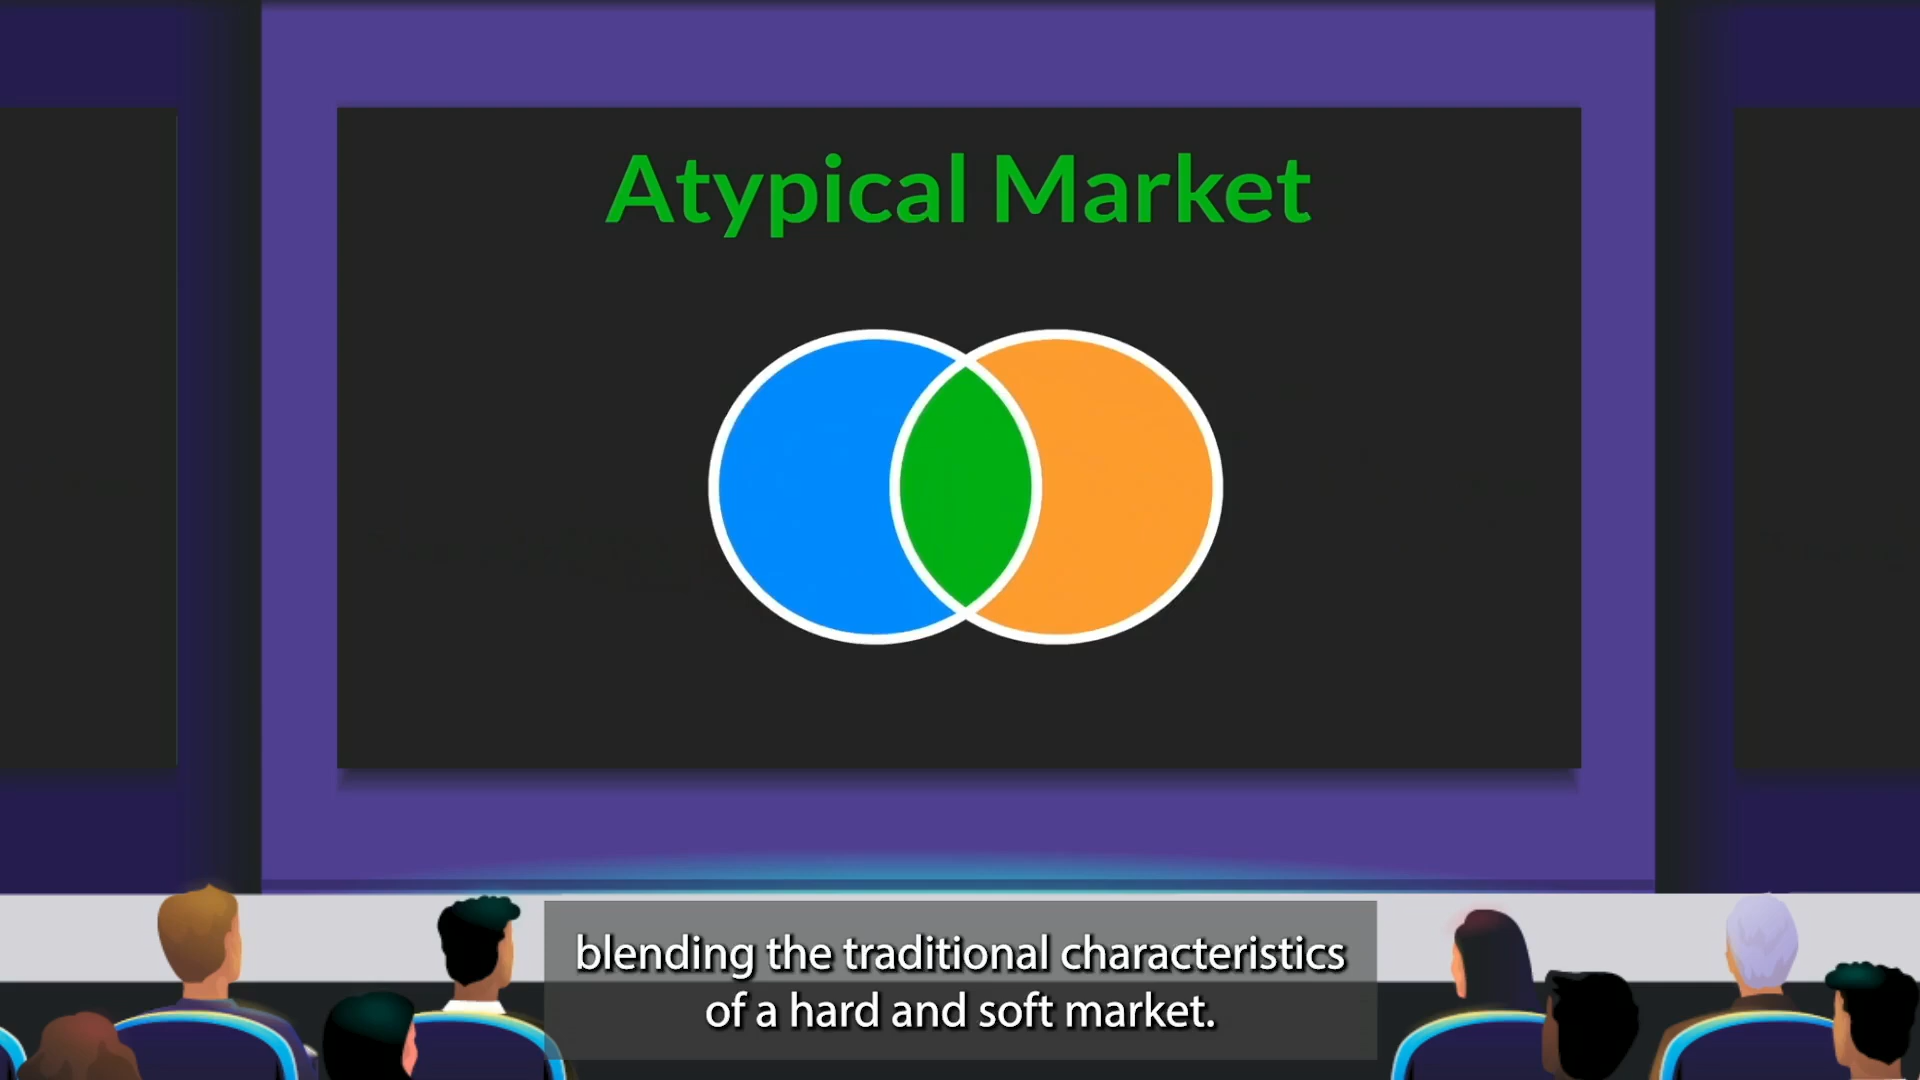 Atypical Market
blending the traditional characteristics
of a hard and soft market.